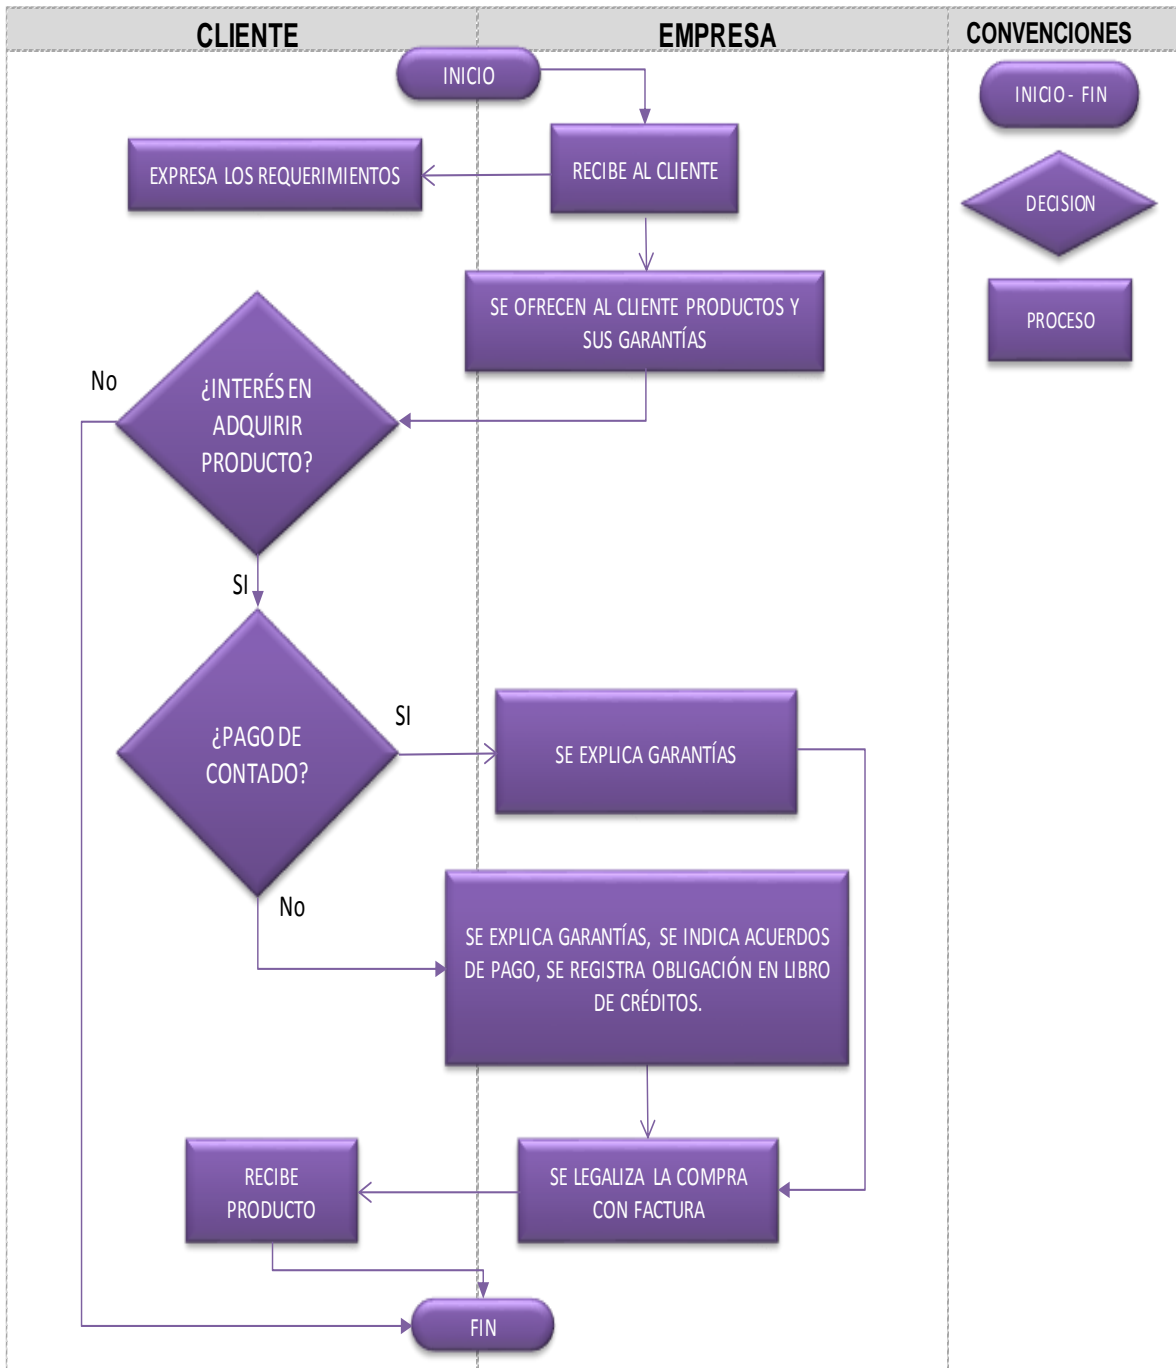 CLIENTE
EMPRESA
CONVENCIONES
INICIO
INICIO - FIN
EXPRESA LOS REQUERIMIENTOS
RECIBE AL CLIENTE
DECISION
SE OFRECEN AL CLIENTE PRODUCTOS Y
SUS GARANTÍAS
PROCESO
No
¿INTERÉS EN
ADQUIRIR
PRODUCTO?
SI
¿PAGO DE
CONTADO?
SI
SE EXPLICA GARANTÍAS
No
SE EXPLICA GARANTÍAS, SE INDICA ACUERDOS
DE PAGO, SE REGISTRA OBLIGACIÓN EN LIBRO
DE CRÉDITOS.
RECIBE
PRODUCTO
SE LEGALIZA LA COMPRA
CON FACTURA
FIN